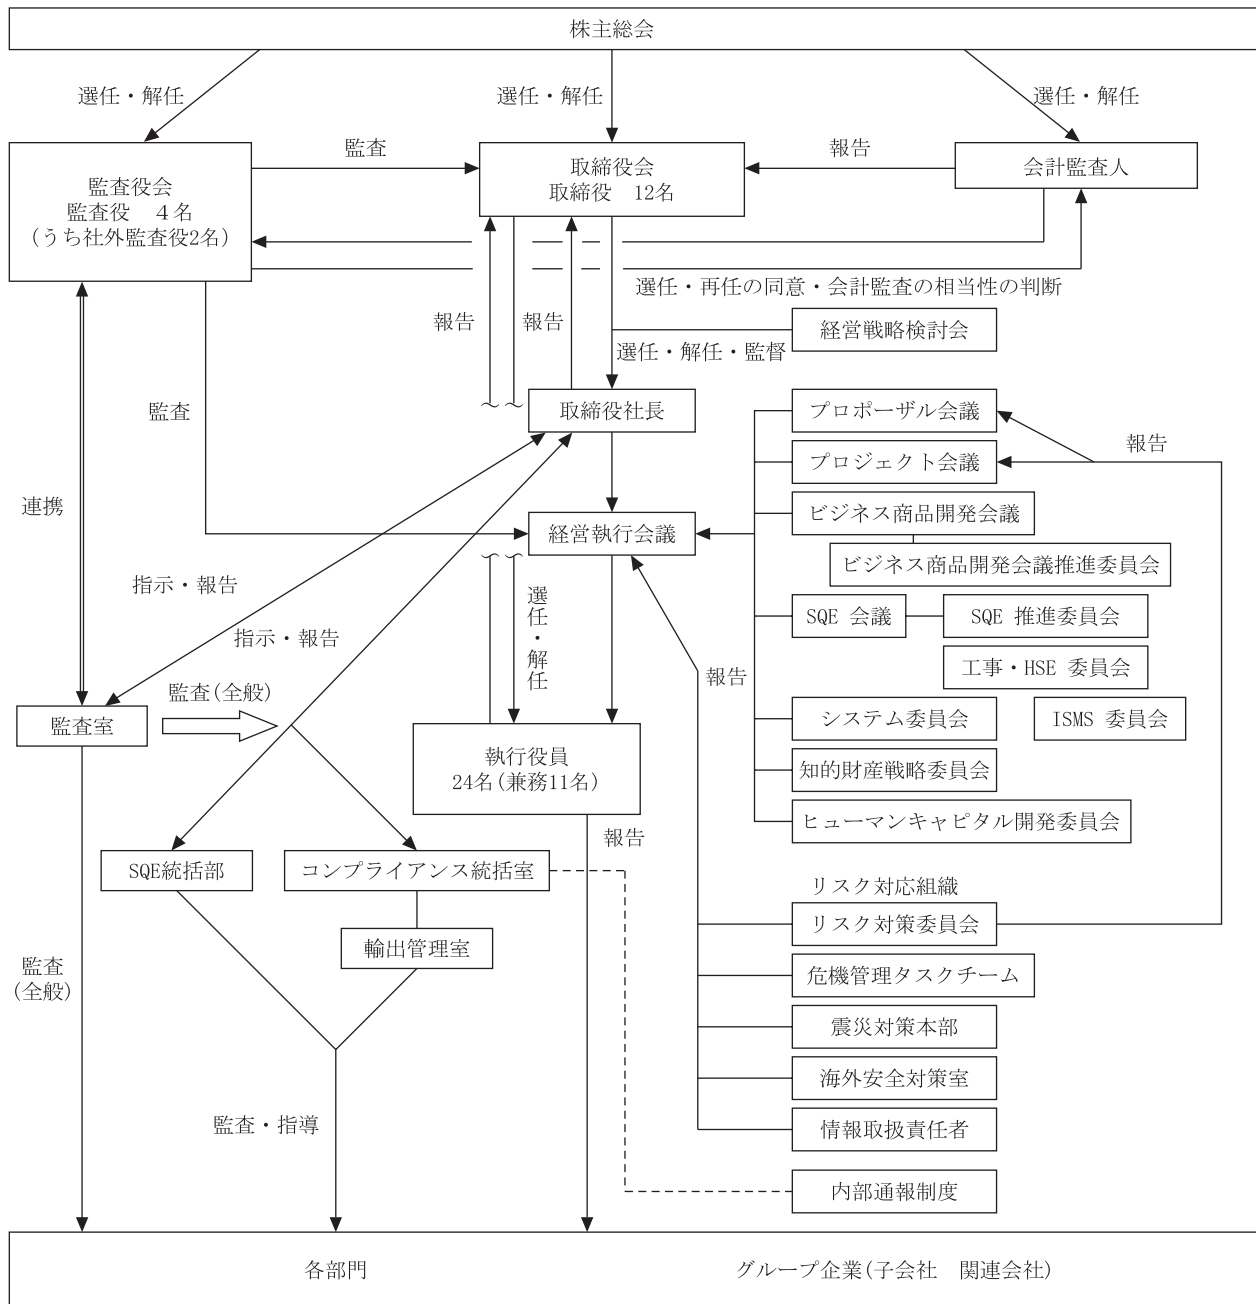 株主総会
選任・解任
選任・解任
選任・解任
監査役会
監査役 4名
(うち社外監査役2名)
監査
取締役会
取締役 12名
報告
会計監査人
選任・再任の同意・会計監査の相当性の判断
報告
報告
経営戦略検討会
選任・解任・監督
監査
取締役社長
プロポーザル会議
報告
プロジェクト会議
連携
経営執行会議
ビジネス商品開発会議
ビジネス商品開発会議推進委員会
指示・報告
選任・解任
SQE 会議
SQE 推進委員会
指示・報告
工事・HSE 委員会
報告
監査(全般)
監査室
システム委員会
ISMS 委員会
執行役員
24名(兼務11名)
知的財産戦略委員会
ヒューマンキャピタル開発委員会
報告
SQE統括部
コンプライアンス統括室
リスク対応組織
リスク対策委員会
輸出管理室
監査
(全般)
危機管理タスクチーム
震災対策本部
海外安全対策室
監査・指導
情報取扱責任者
内部通報制度
各部門
グループ企業(子会社 関連会社)